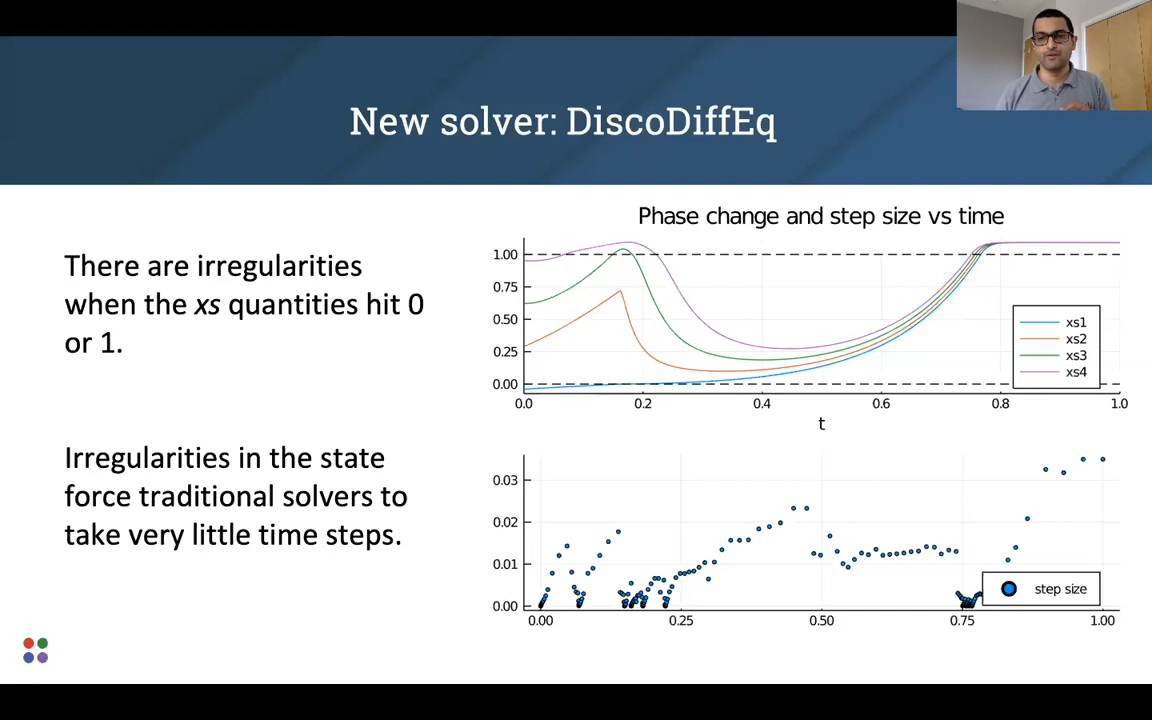 New solver: DiscoDiffEq
There are irregularities
when the xs quantities hit 0
or 1.
Irregularities in the state
force traditional solvers to
take very little time steps.
Phase change and step size vs time
1.00
0.75
0.50
0.25
0.00
xs1
xs2
xs3
xs4
0.0 0.2 0.4 0.6 0.8 1.0
t
0.03
0.02
0.01
0.00
step size
0.00 0.25 0.50 0.75 1.00